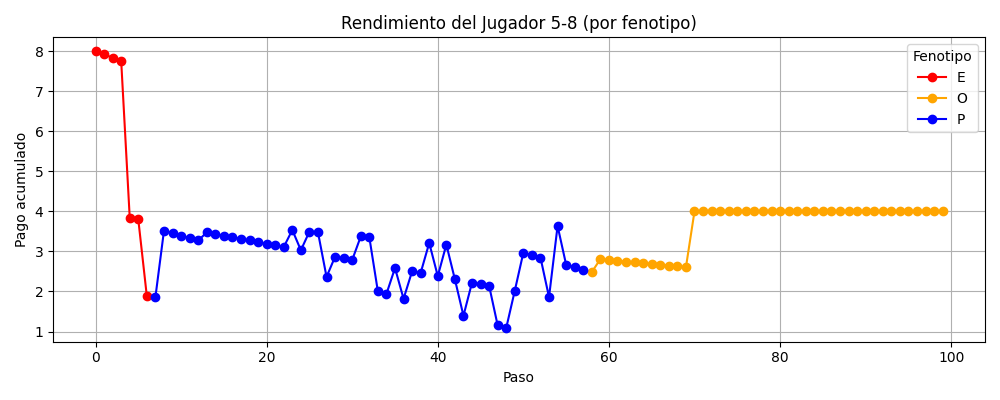 Rendimiento del Jugador 5-8 (por fenotipo)
Pago acumulado
8
7
6
5
4
3
2
1
Fenotipo
E
O
P
0 20 40 60 80 100
Paso